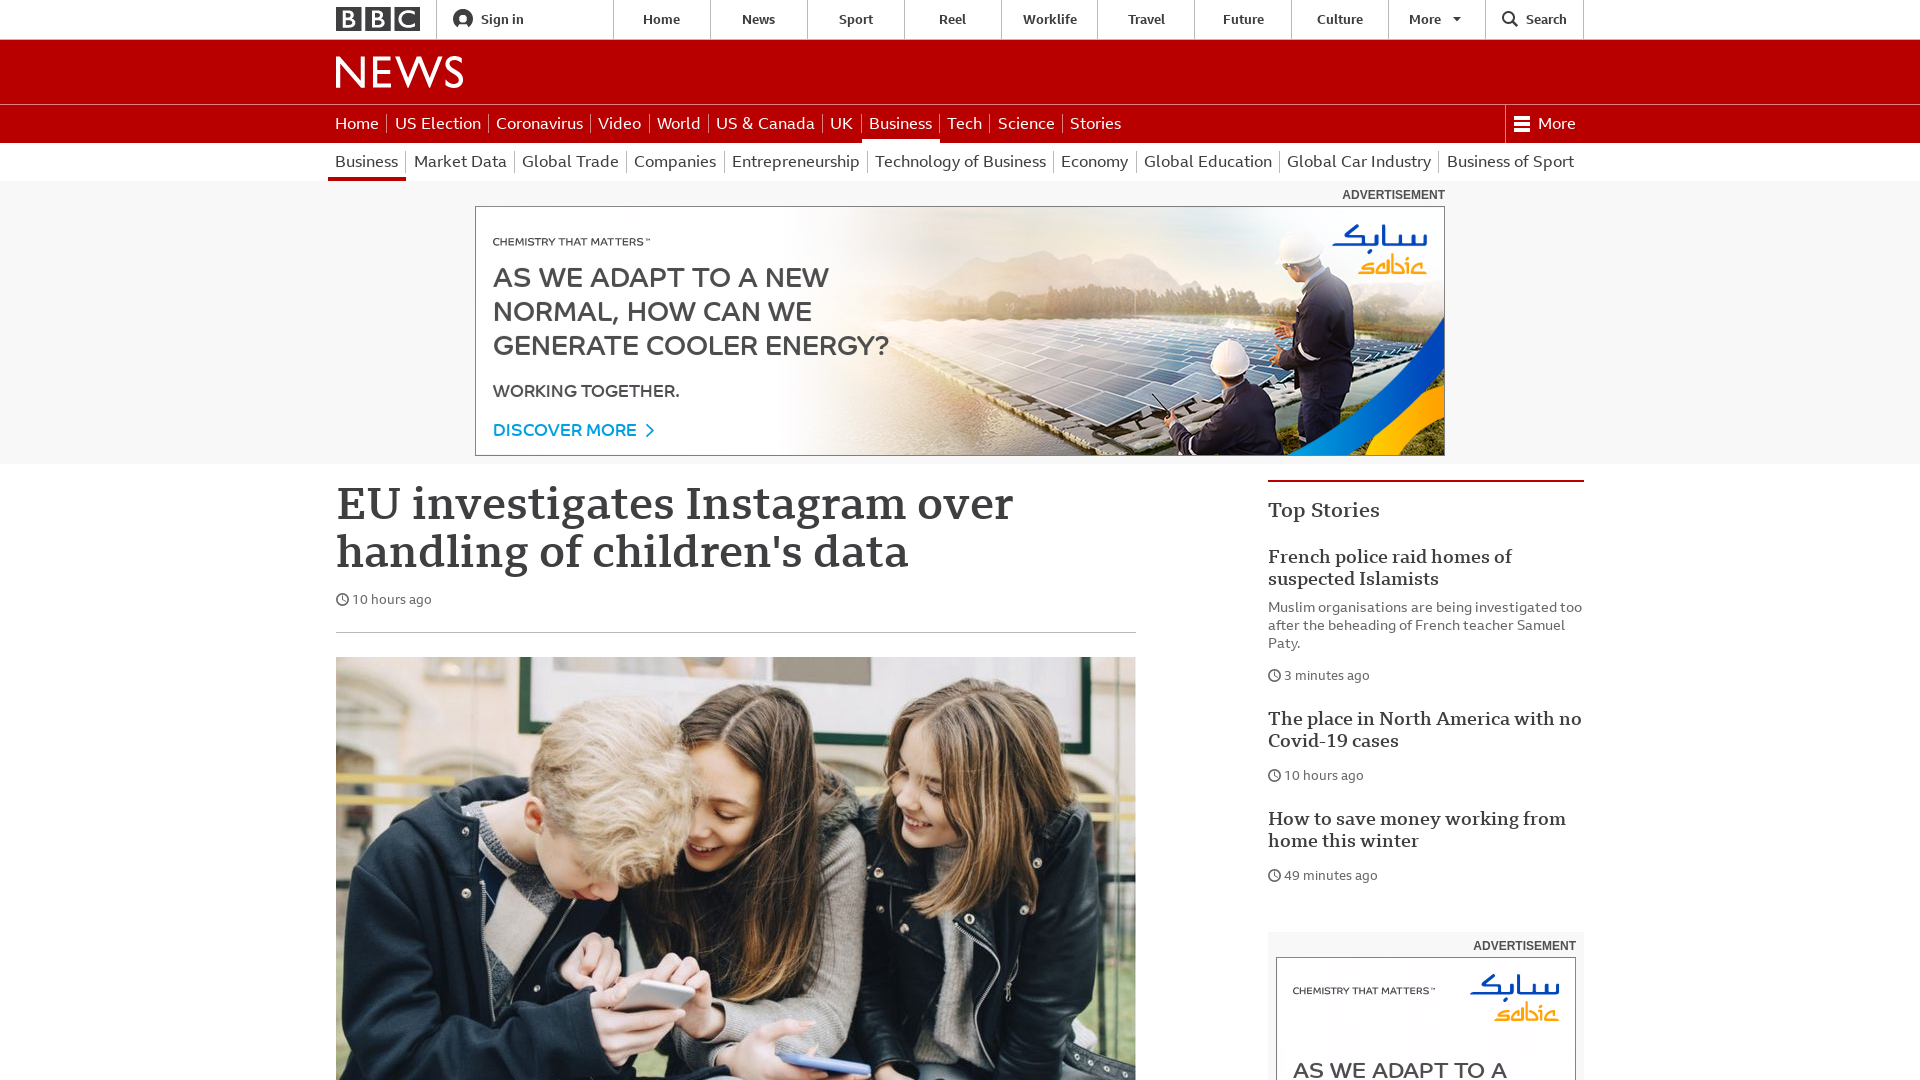 BBC
Sign in
Home
News
Sport
Reel
Worklife
Travel
Future
Culture
More
Search
NEWS
Home
US Election
Coronavirus
Video
World
US & Canada
UK
Business
Tech
Science
Stories
More
Business
Market Data
Global Trade
Companies
Entrepreneurship
Technology of Business
Economy
Global Education
Global Car Industry
Business of Sport
ADVERTISEMENT
CHEMISTRY THAT MATTERS™
سابک
sabic
AS WE ADAPT TO A NEW
NORMAL, HOW CAN WE
GENERATE COOLER ENERGY?
WORKING TOGETHER.
DISCOVER MORE
EU investigates Instagram over
handling of children's data
10 hours ago
Top Stories
French police raid homes of
suspected Islamists
Muslim organisations are being investigated too
after the beheading of French teacher Samuel
Paty.
3 minutes ago
The place in North America with no
Covid-19 cases
10 hours ago
How to save money working from
home this winter
49 minutes ago
ADVERTISEMENT
CHEMISTRY THAT MATTERS™
سابک
sabic
AS WE ADAPT TO A